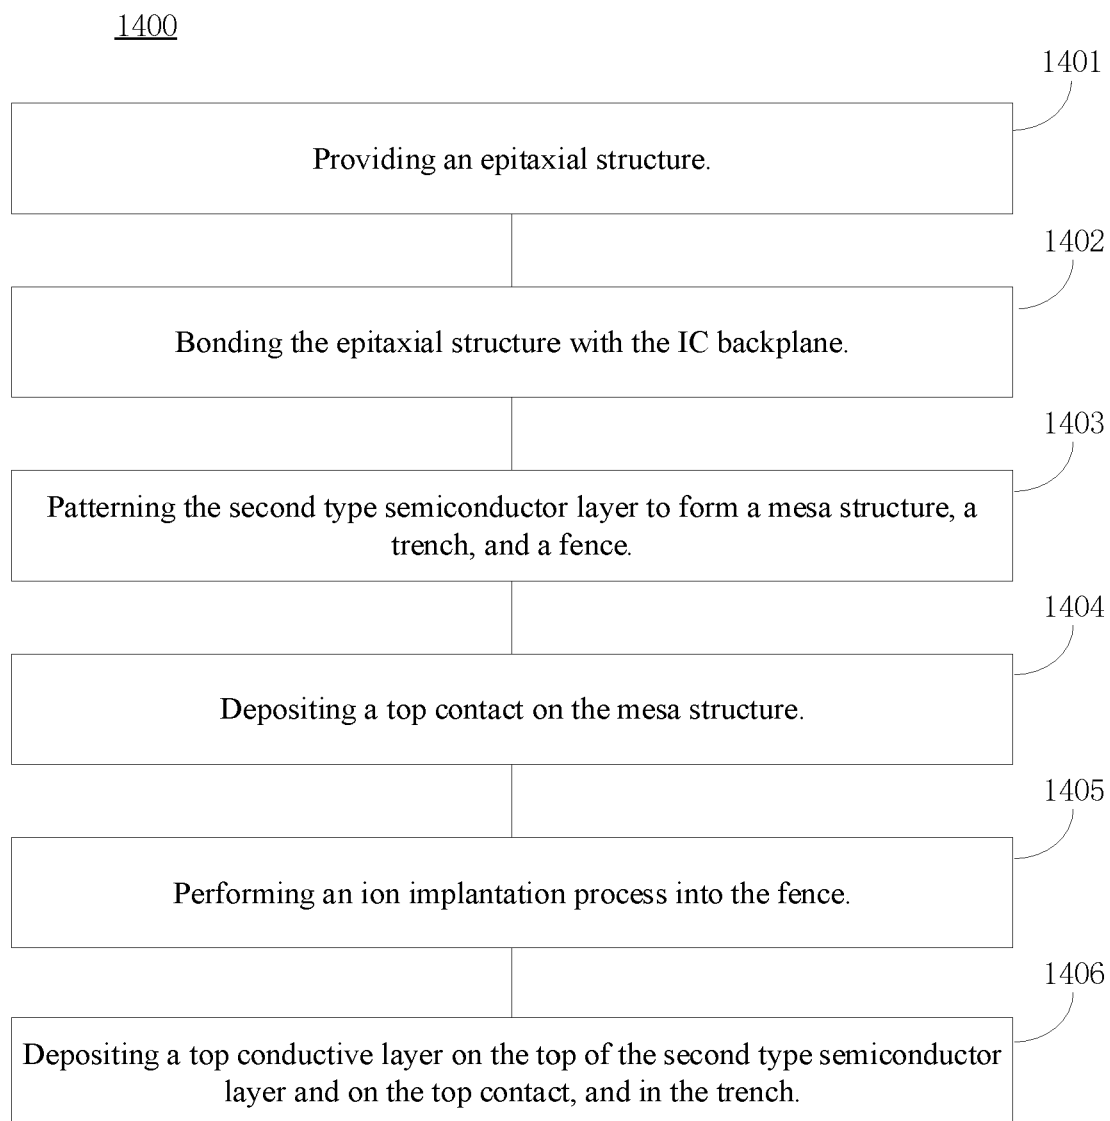 1400
1401
Providing an epitaxial structure.
1402
Bonding the epitaxial structure with the IC backplane.
1403
Patterning the second type semiconductor layer to form a mesa structure, a
trench, and a fence.
1404
Depositing a top contact on the mesa structure.
1405
Performing an ion implantation process into the fence.
1406
Depositing a top conductive layer on the top of the second type semiconductor
layer and on the top contact, and in the trench.